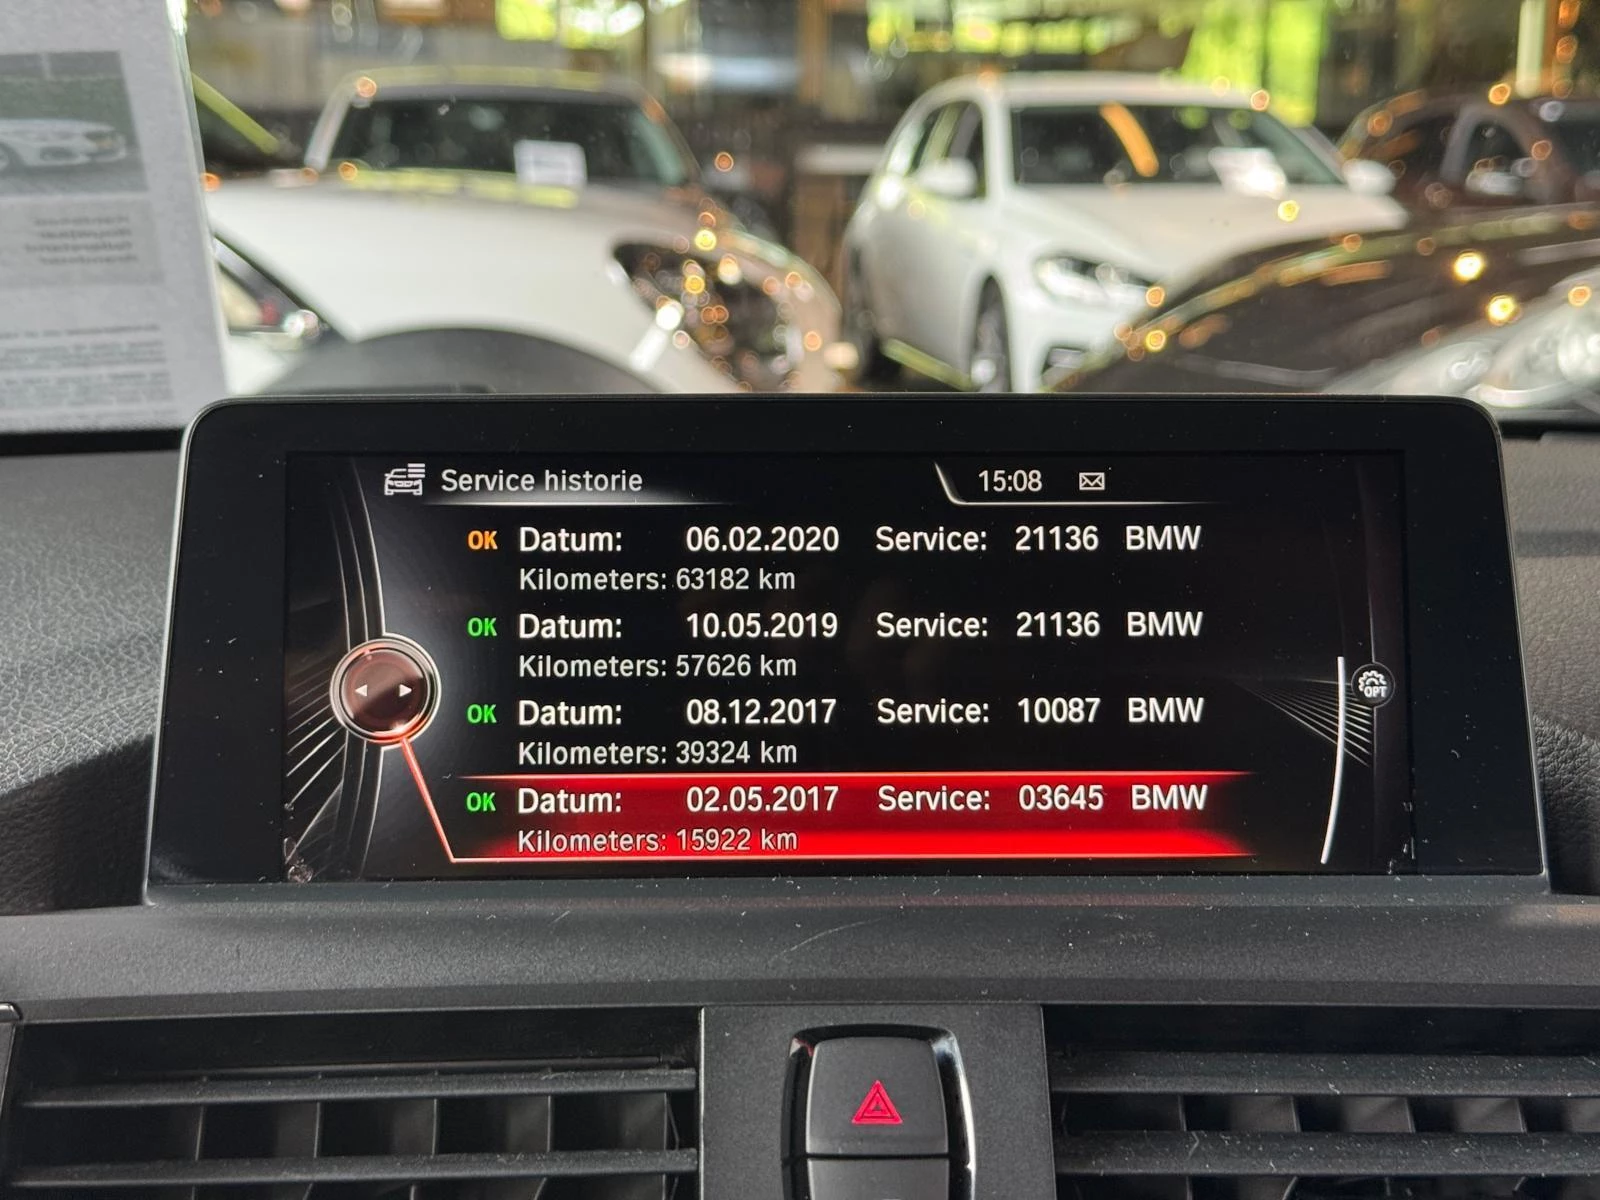 Service historie 15:08
OK Datum: 06.02.2020 Service: 21136 BMW
Kilometers: 63182 km
OK Datum: 10.05.2019 Service: 21136 BMW
Kilometers: 57626 km
OK Datum: 08.12.2017 Service: 10087 BMW
Kilometers: 39324 km
OK Datum: 02.05.2017 Service: 03645 BMW
Kilometers: 15922 km
OPT